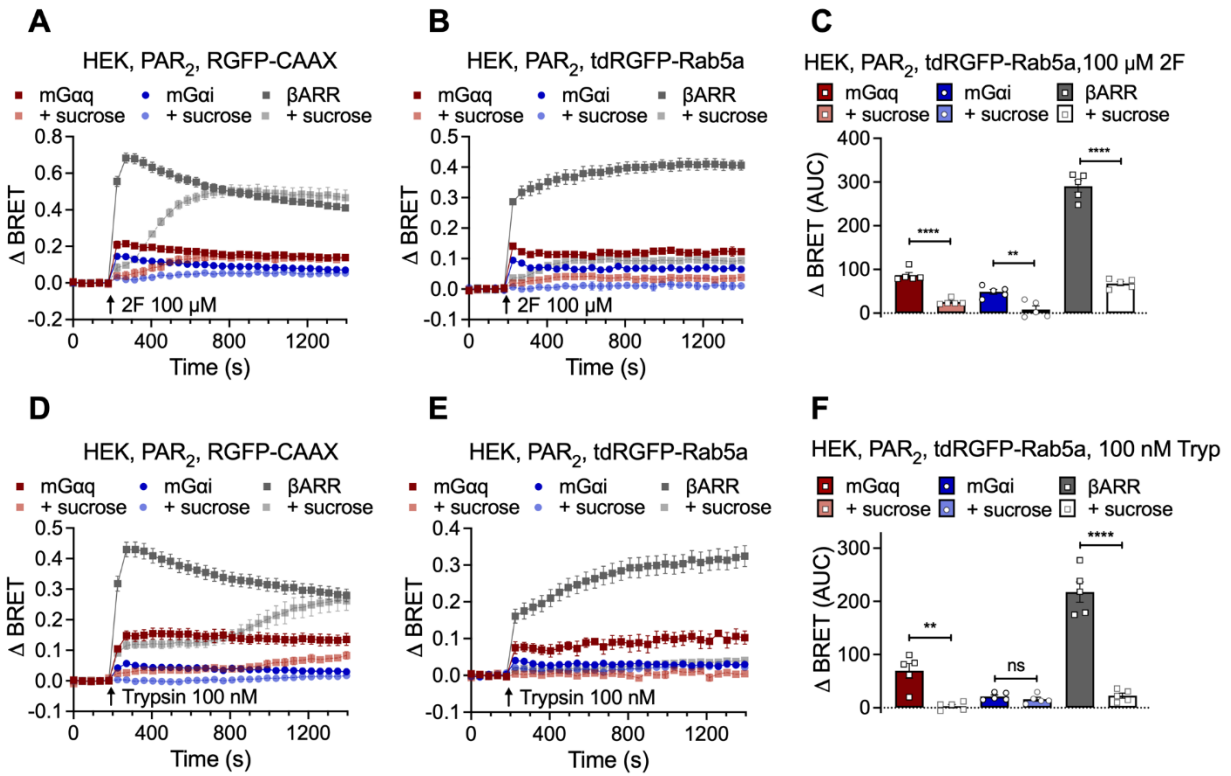 A
HEK, PAR₂, RGFP-CAAX
mGαq mGαi βARR
+ sucrose + sucrose + sucrose
Δ BRET
0.8
0.6
0.4
0.2
0.0
-0.2
2F 100 µM
0 400 800 1200
Time (s)
B
HEK, PAR₂, tdRGFP-Rab5a
mGαq mGαi βARR
+ sucrose + sucrose + sucrose
Δ BRET
0.5
0.4
0.3
0.2
0.1
0.0
-0.1
2F 100 µM
0 400 800 1200
Time (s)
C
HEK, PAR₂, tdRGFP-Rab5a,100 µM 2F
mGαq mGαi βARR
+ sucrose + sucrose + sucrose
Δ BRET (AUC)
400
300
200
100
0
**** ** ****
D
HEK, PAR₂, RGFP-CAAX
mGαq mGαi βARR
+ sucrose + sucrose + sucrose
Δ BRET
0.5
0.4
0.3
0.2
0.1
0.0
-0.1
Trypsin 100 nM
0 400 800 1200
Time (s)
E
HEK, PAR₂, tdRGFP-Rab5a
mGαq mGαi βARR
+ sucrose + sucrose + sucrose
Δ BRET
0.4
0.3
0.2
0.1
0.0
-0.1
Trypsin 100 nM
0 400 800 1200
Time (s)
F
HEK, PAR₂, tdRGFP-Rab5a, 100 nM Tryp
mGαq mGαi βARR
+ sucrose + sucrose + sucrose
Δ BRET (AUC)
300
200
100
0
** ns ****